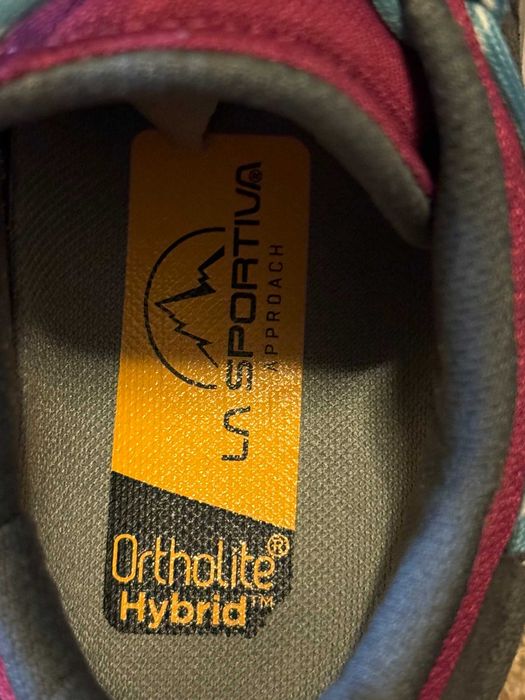 LA SPORTIVA®
APPROACH
Ortholite®
Hybrid™